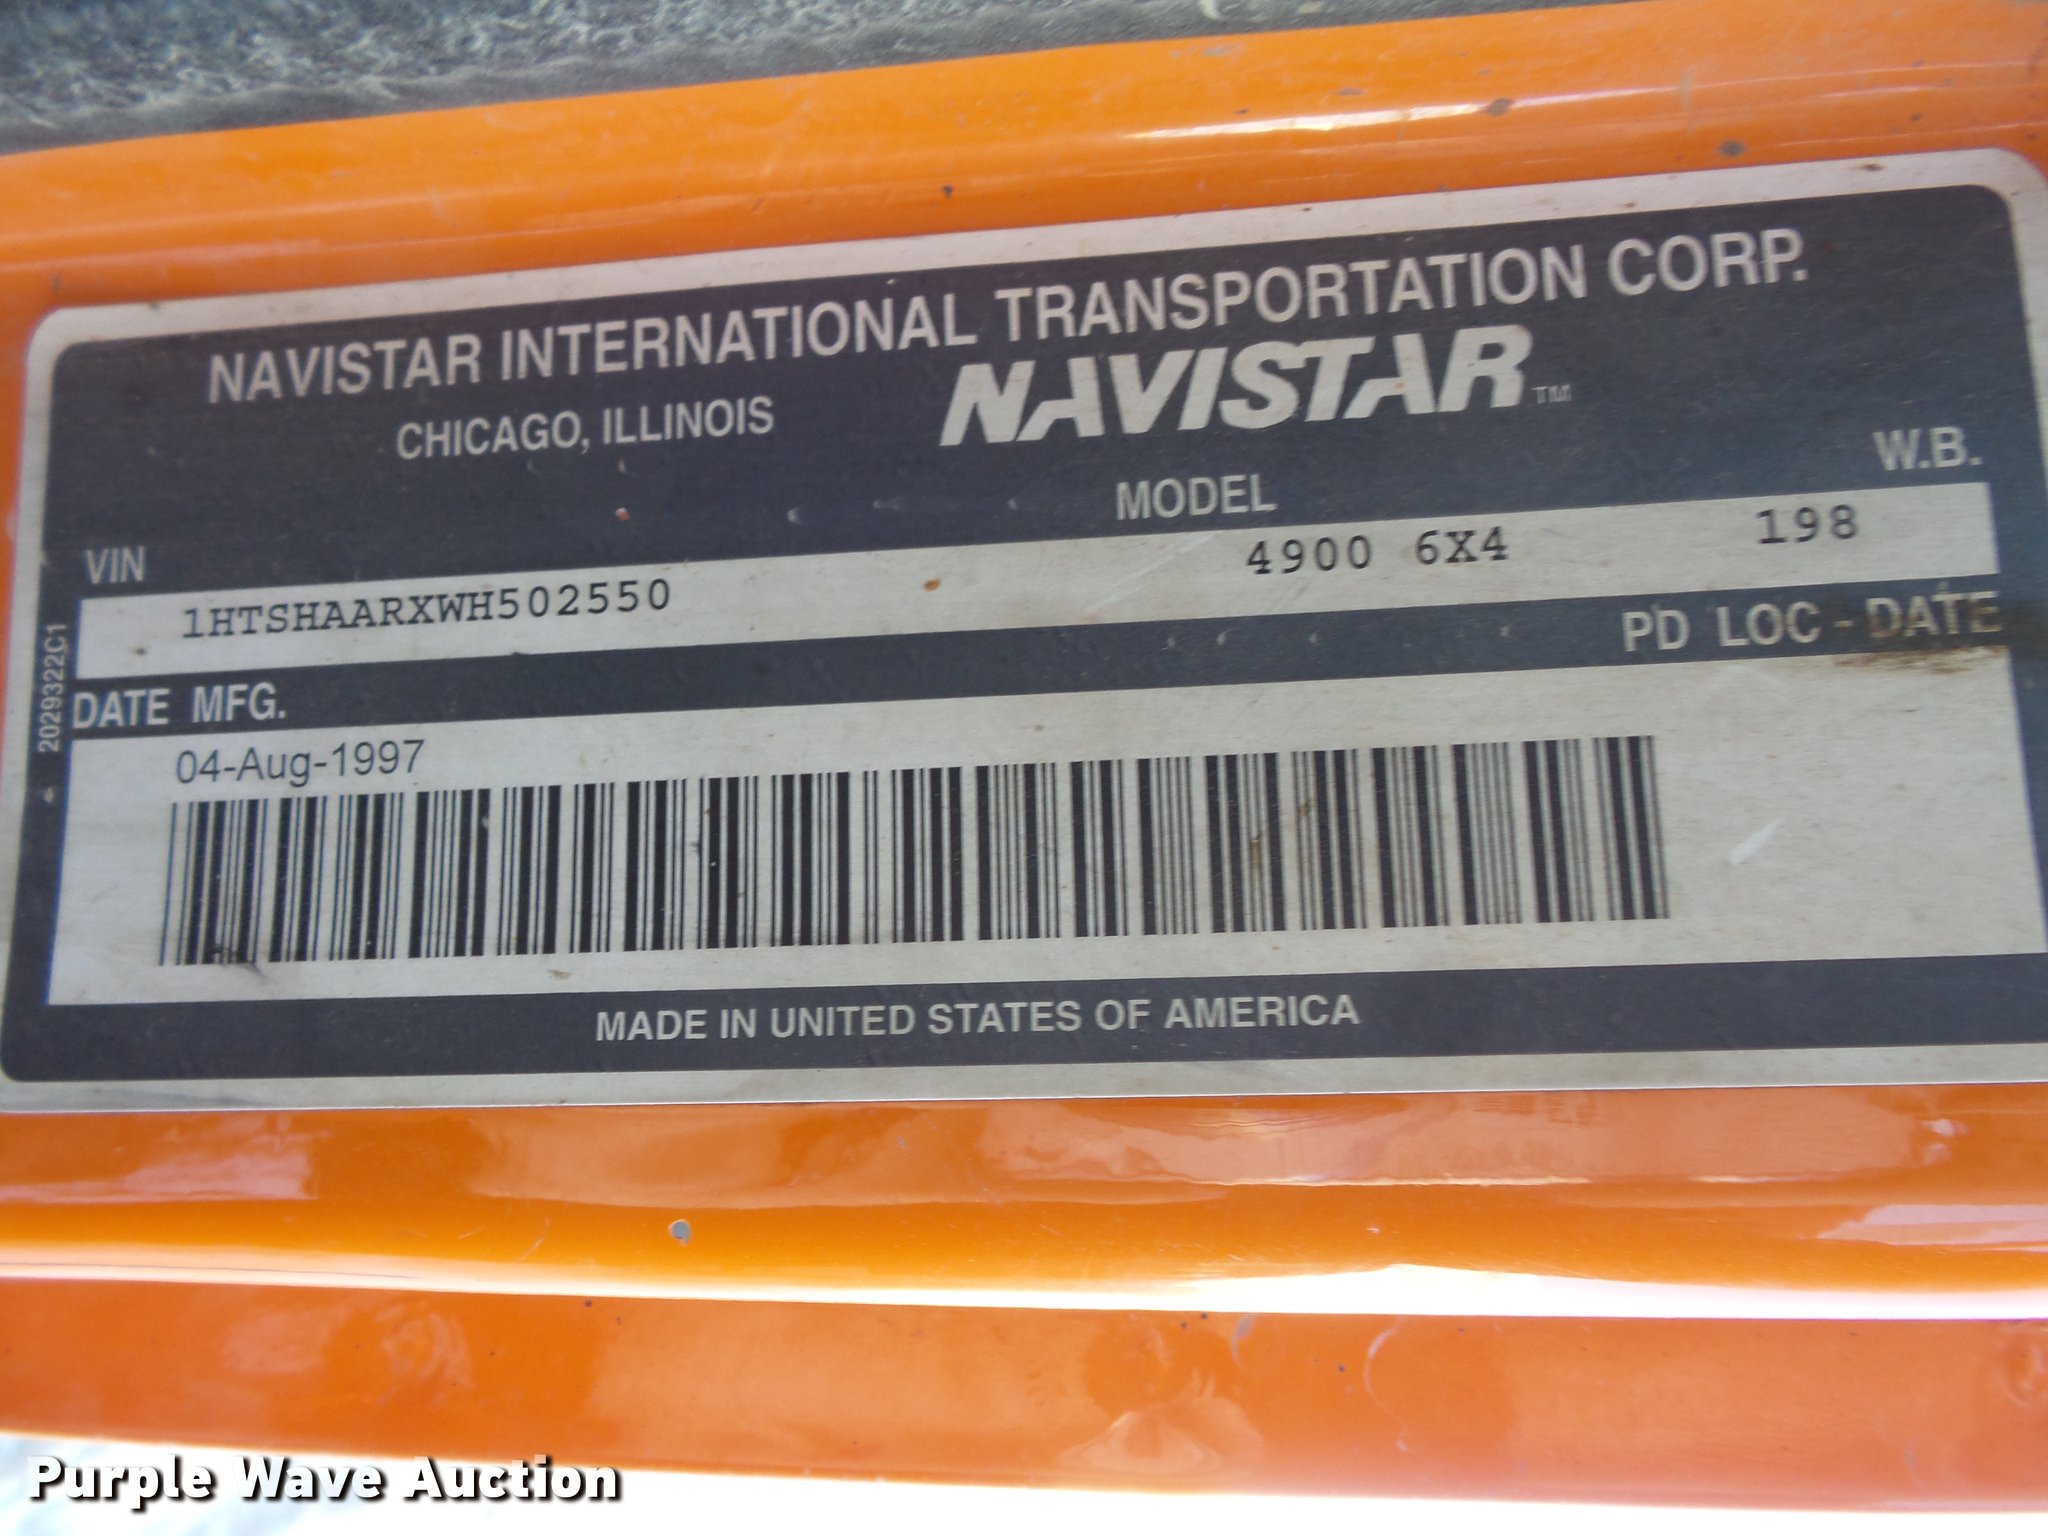 NAVISTAR INTERNATIONAL TRANSPORTATION CORP.
CHICAGO, ILLINOIS NAVISTAR™
VIN MODEL W.B.
1HTSHAARXWH502550 4900 6X4 198
DATE MFG. PD LOC - DATE
04-Aug-1997
2029322C1
MADE IN UNITED STATES OF AMERICA
Purple Wave Auction